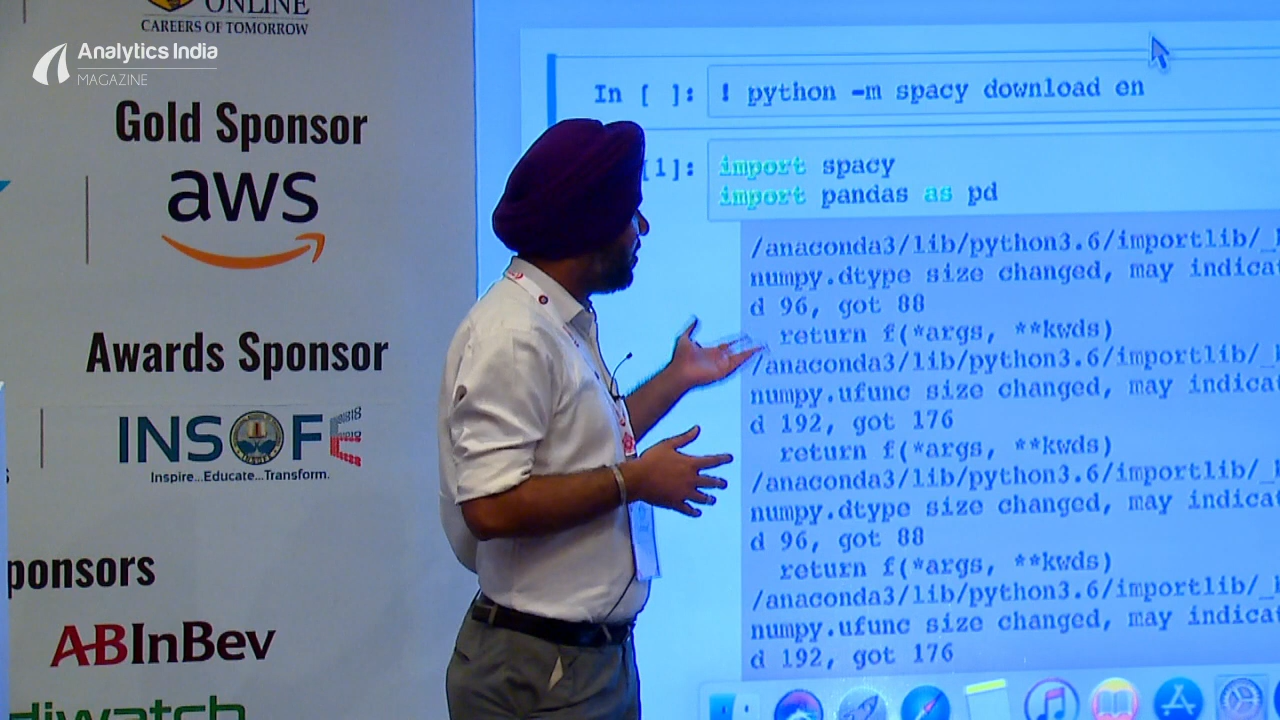 ONLINE
CAREERS OF TOMORROW
Analytics India
MAGAZINE
Gold Sponsor
aws
Awards Sponsor
INSOFE
Inspire...Educate...Transform.
ponsors
ABInBev
diwatch
In [ ]: ! python -m spacy download en
[1]: import spacy
import pandas as pd
/anaconda3/lib/python3.6/importlib/_
numpy.dtype size changed, may indicat
d 96, got 88
return f(*args, **kwds)
/anaconda3/lib/python3.6/importlib/_
numpy.ufunc size changed, may indicat
d 192, got 176
return f(*args, **kwds)
/anaconda3/lib/python3.6/importlib/_
numpy.dtype size changed, may indicat
d 96, got 88
return f(*args, **kwds)
/anaconda3/lib/python3.6/importlib/_
numpy.ufunc size changed, may indicat
d 192, got 176